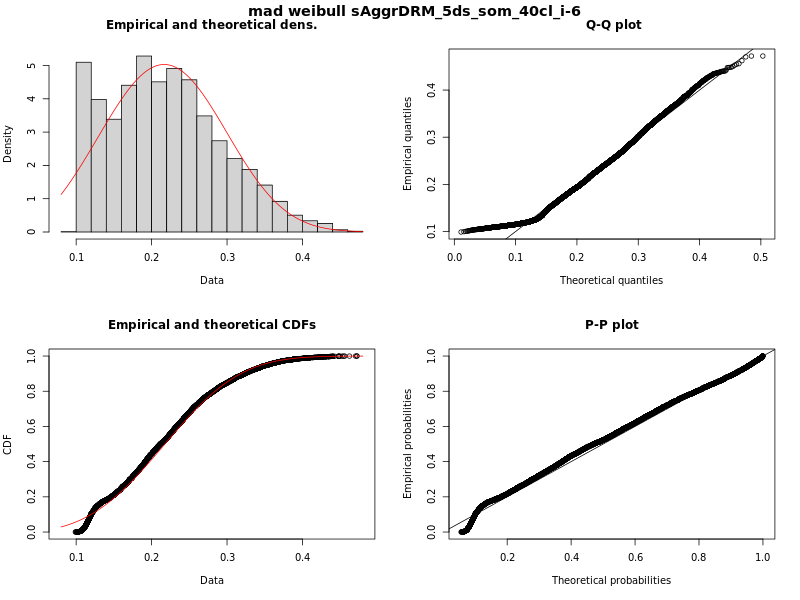 mad weibull sAggrDRM_5ds_som_40cl_i-6
Empirical and theoretical dens.
Density
0 1 2 3 4 5
0.1 0.2 0.3 0.4
Data
Q-Q plot
Empirical quantiles
0.1 0.2 0.3 0.4
0.0 0.1 0.2 0.3 0.4 0.5
Theoretical quantiles
Empirical and theoretical CDFs
CDF
0.0 0.2 0.4 0.6 0.8 1.0
0.1 0.2 0.3 0.4
Data
P-P plot
Empirical probabilities
0.0 0.2 0.4 0.6 0.8 1.0
0.2 0.4 0.6 0.8 1.0
Theoretical probabilities